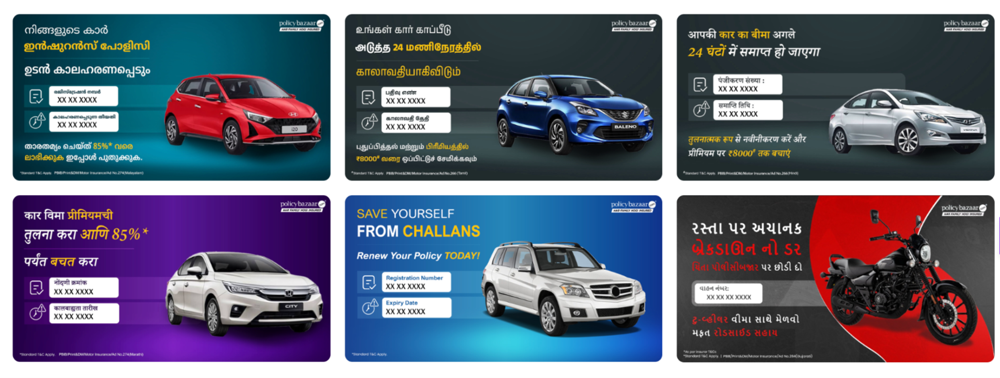 നിങ്ങളുടെ കാർ
ഇൻഷുറൻസ് പോളിസി
ഉടൻ കാലഹരണപ്പെടും
policybazaar
HAR FAMILY HOGI INSURED
രജിസ്ട്രേഷൻ നമ്പർ
XX XX XXXX
കാലഹരണപ്പെടുന്ന തീയതി
XX XX XXXX
i20
താരതമ്യം ചെയ്ത് 85%* വരെ
ലാഭിക്കുക ഇപ്പോൾ പുതുക്കുക.
*Standard T&C Apply. PBIB/Print&DM/Motor Insurance/Ad No.274(Malayalam)
உங்கள் கார் காப்பீடு
அடுத்த 24 மணிநேரத்தில்
காலாவதியாகிவிடும்
policybazaar
HAR FAMILY HOGI INSURED
பதிவு எண்
XX XX XXXX
காலாவதி தேதி
XX XX XXXX
BALENO
புதுப்பித்தல் மற்றும் பிரீமியத்தில்
₹8000# வரை ஒப்பிட்டுச் சேமிக்கவும்
#Standard T&C Apply. PBIB/Print&DM/Motor Insurance/Ad No.266(Tamil)
आपकी कार का बीमा अगले
24 घंटों में समाप्त हो जाएगा
policybazaar
HAR FAMILY HOGI INSURED
पंजीकरण संख्या :
XX XX XXXX
समाप्ति तिथि :
XX XX XXXX
VERNA
तुलनात्मक रूप से नवीनीकरण करें और
प्रीमियम पर ₹8000# तक बचाएं
#Standard T&C Apply. PBIB/Print&DM/Motor Insurance/Ad No.266(Hindi)
कार विमा प्रीमियमची
तुलना करा आणि 85%*
पर्यंत बचत करा
policybazaar
HAR FAMILY HOGI INSURED
नोंदणी क्रमांक
XX XX XXXX
कालबाह्यता तारीख
XX XX XXXX
CITY
*Standard T&C Apply. PBIB/Print&DM/Motor Insurance/Ad No.274(Marathi)
SAVE YOURSELF
FROM CHALLANS
Renew Your Policy TODAY!
policybazaar
HAR FAMILY HOGI INSURED
Registration Number
XX XX XXXX
Expiry Date
XX XX XXXX
*Standard T&C Apply.
રસ્તા પર અચાનક
બ્રેકડાઊન નો ડર
ચિંતા પોલીસીબજાર પર છોડી દો
policybazaar
HAR FAMILY HOGI INSURED
વાહન નંબર:
XX XX XX XXXX
ટુ-વ્હીલર વીમા સાથે મેળવો
મફત રોડસાઈડ સહાય
*As par insurer T&Cs
*Standard T&C Apply. | PBIB/Print&DM/Motor Insurance/Ad No.264(Gujarati)